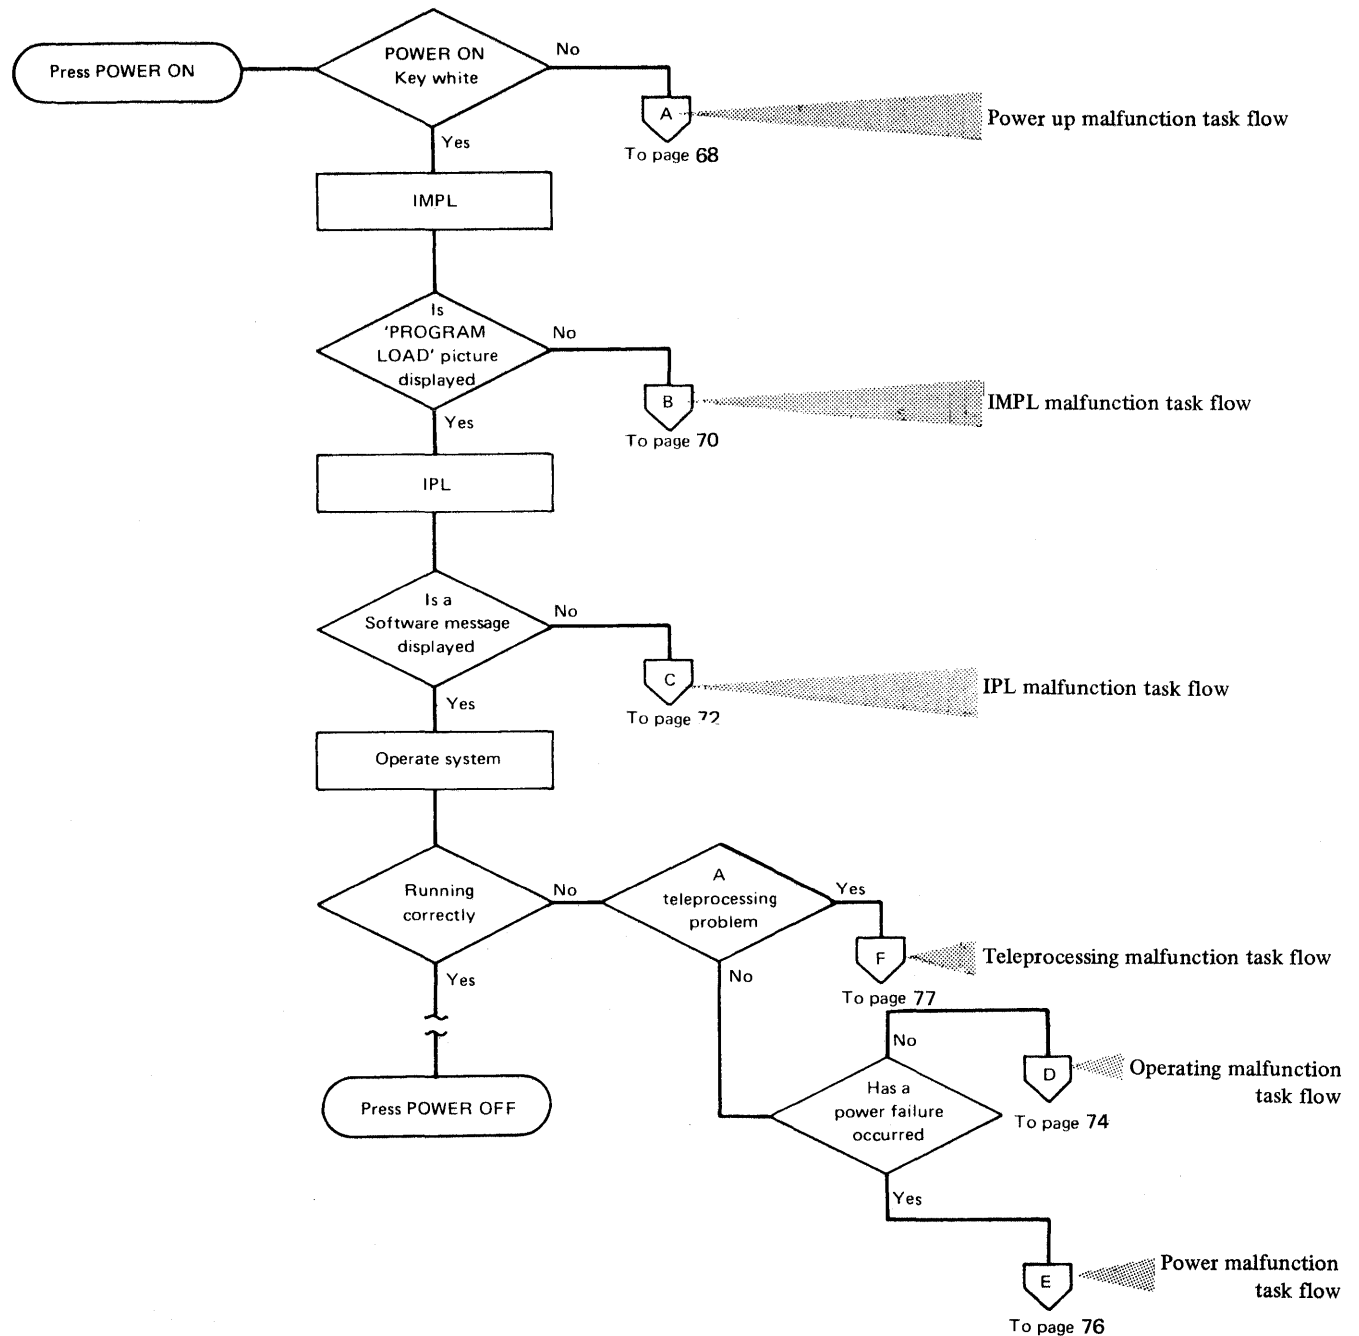 Press POWER ON
POWER ON
Key white
No
A
To page 68
Power up malfunction task flow
Yes
IMPL
Is
'PROGRAM
LOAD' picture
displayed
No
B
To page 70
IMPL malfunction task flow
Yes
IPL
Is a
Software message
displayed
No
C
To page 72
IPL malfunction task flow
Yes
Operate system
Running
correctly
No
A
teleprocessing
problem
Yes
F
To page 77
Teleprocessing malfunction task flow
Yes
Press POWER OFF
No
Has a
power failure
occurred
No
D
To page 74
Operating malfunction
task flow
Yes
E
To page 76
Power malfunction
task flow